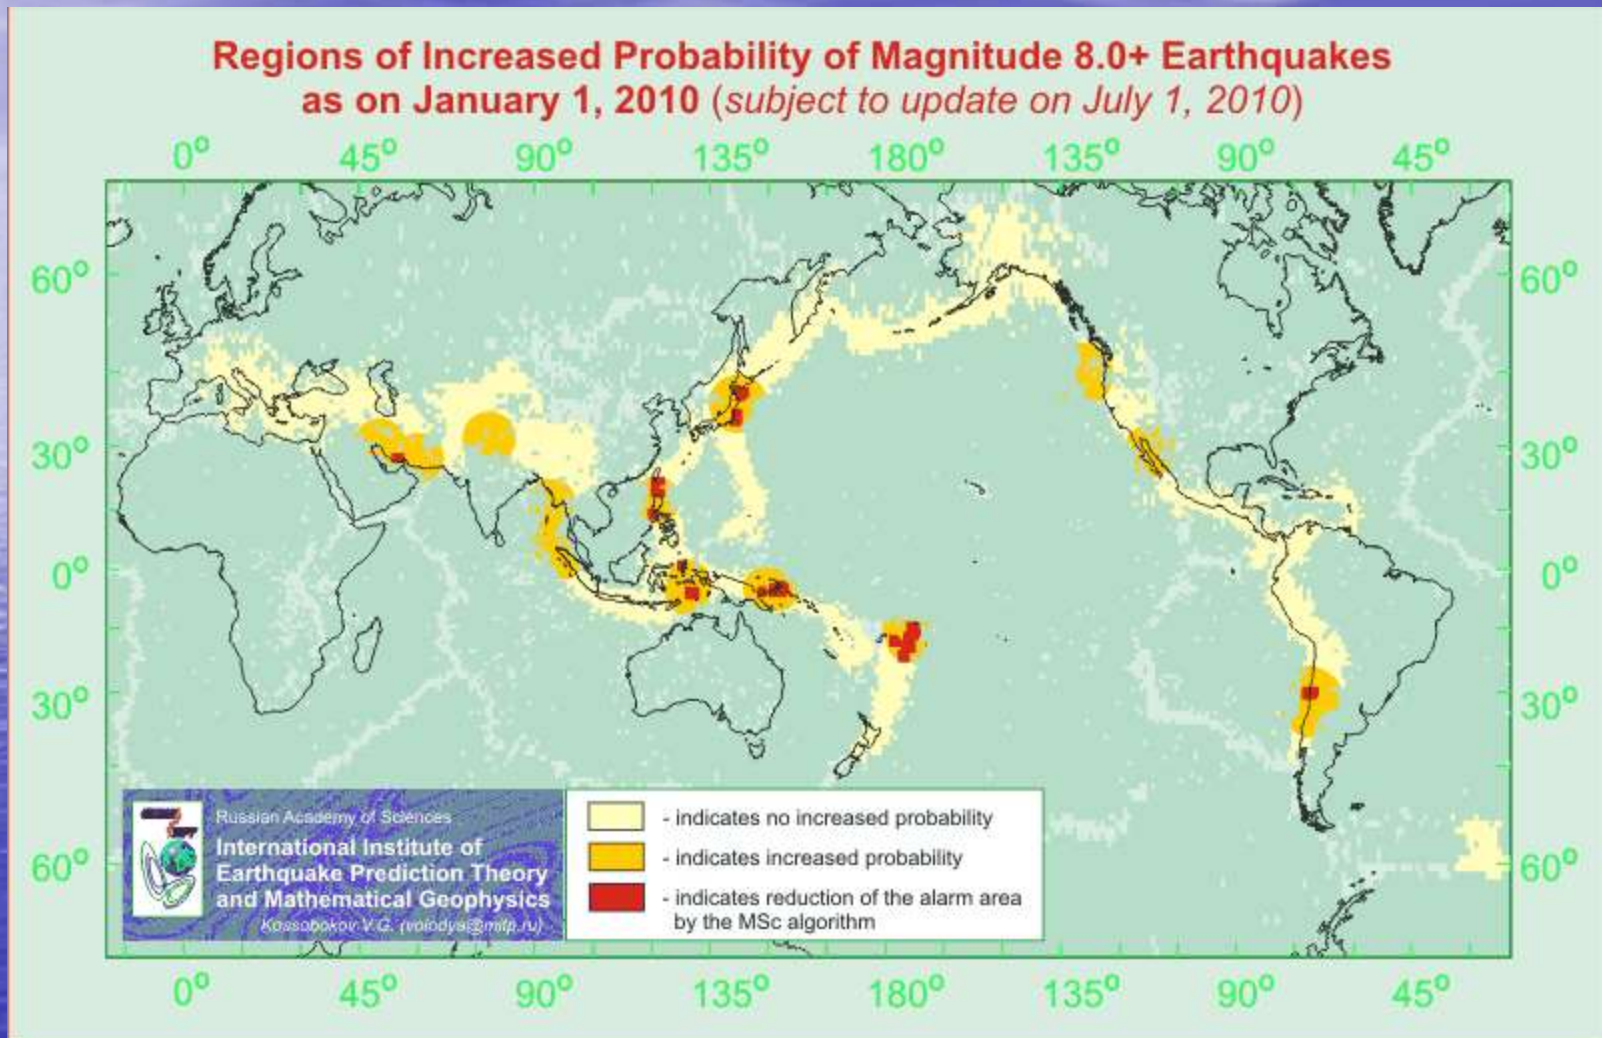 Regions of Increased Probability of Magnitude 8.0+ Earthquakes
as on January 1, 2010 (subject to update on July 1, 2010)
0° 45° 90° 135° 180° 135° 90° 45°
60° 60°
30° 30°
0° 0°
30° 30°
60° 60°
Russian Academy of Sciences
International Institute of
Earthquake Prediction Theory
and Mathematical Geophysics
Kossobokov V.G. (volodya@mitp.ru)
- indicates no increased probability
- indicates increased probability
- indicates reduction of the alarm area
by the MSc algorithm
0° 45° 90° 135° 180° 135° 90° 45°